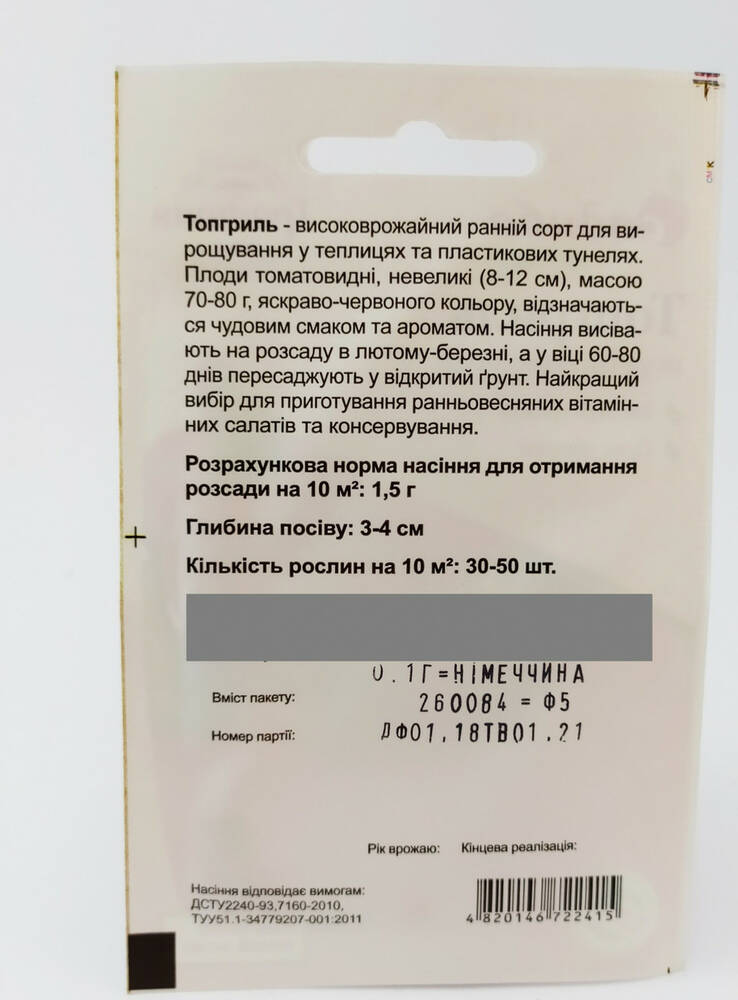 Топгриль - високоврожайний ранній сорт для ви-
рощування у теплицях та пластикових тунелях.
Плоди томатовидні, невеликі (8-12 см), масою
70-80 г, яскраво-червоного кольору, відзначають-
ся чудовим смаком та ароматом. Насіння висіва-
ють на розсаду в лютому-березні, а у віці 60-80
днів пересаджують у відкритий ґрунт. Найкращий
вибір для приготування ранньовесняних вітамін-
них салатів та консервування.
Розрахункова норма насіння для отримання
розсади на 10 м²: 1,5 г
Глибина посіву: 3-4 см
Кількість рослин на 10 м²: 30-50 шт.
0.1Г=НІМЕЧЧИНА
Вміст пакету: 260084 = Ф5
Номер партії: ДФ01.18ТВ01.21
Рік врожаю: Кінцева реалізація:
Насіння відповідає вимогам:
ДСТУ2240-93,7160-2010,
ТУУ51.1-34779207-001:2011
4 820146 722415
СМ K